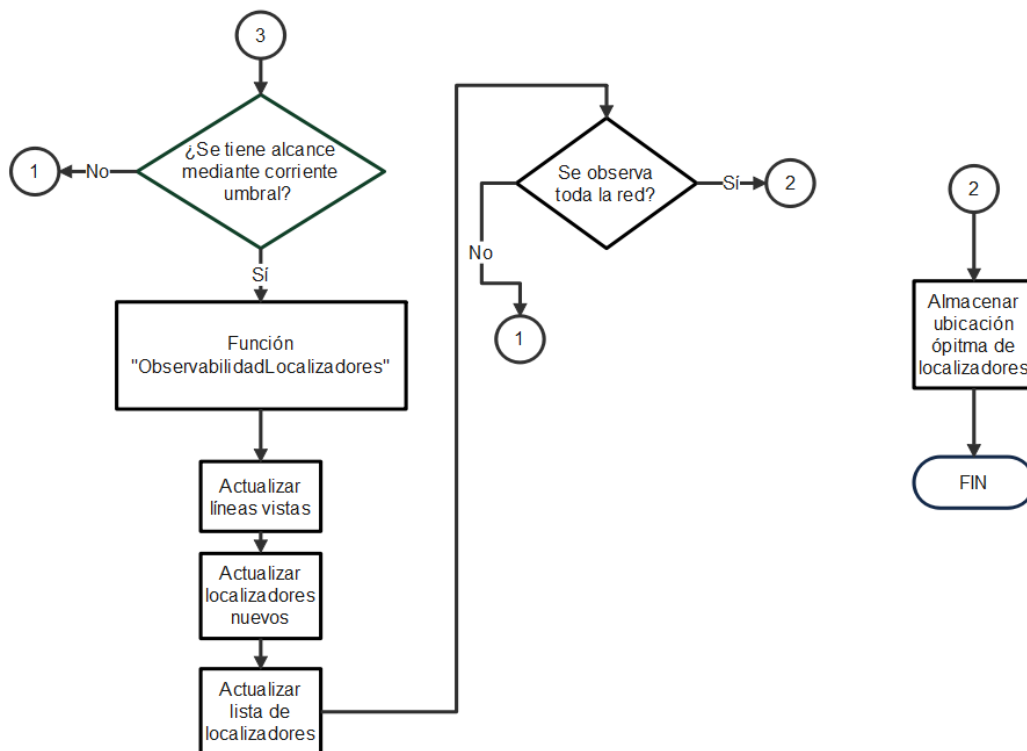 3
¿Se tiene alcance
mediante corriente
umbral?
No
1
Sí
Función
"ObservabilidadLocalizadores"
Actualizar
líneas vistas
Actualizar
localizadores
nuevos
Actualizar
lista de
localizadores
Se observa
toda la red?
Sí
2
No
1
2
Almacenar
ubicación
ópitma de
localizadores
FIN